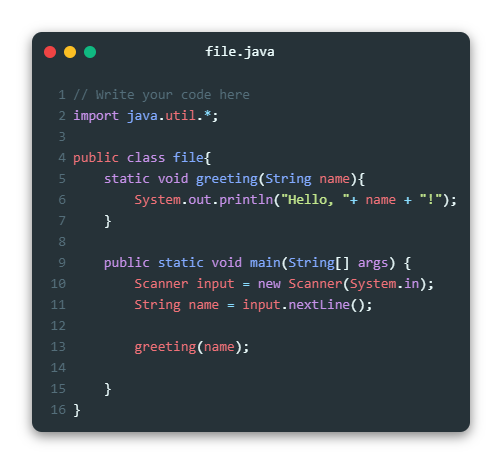 file.java
1 // Write your code here
2 import java.util.*;
3
4 public class file{
5     static void greeting(String name){
6         System.out.println("Hello, "+ name + "!");
7     }
8
9     public static void main(String[] args) {
10         Scanner input = new Scanner(System.in);
11         String name = input.nextLine();
12
13         greeting(name);
14
15     }
16 }